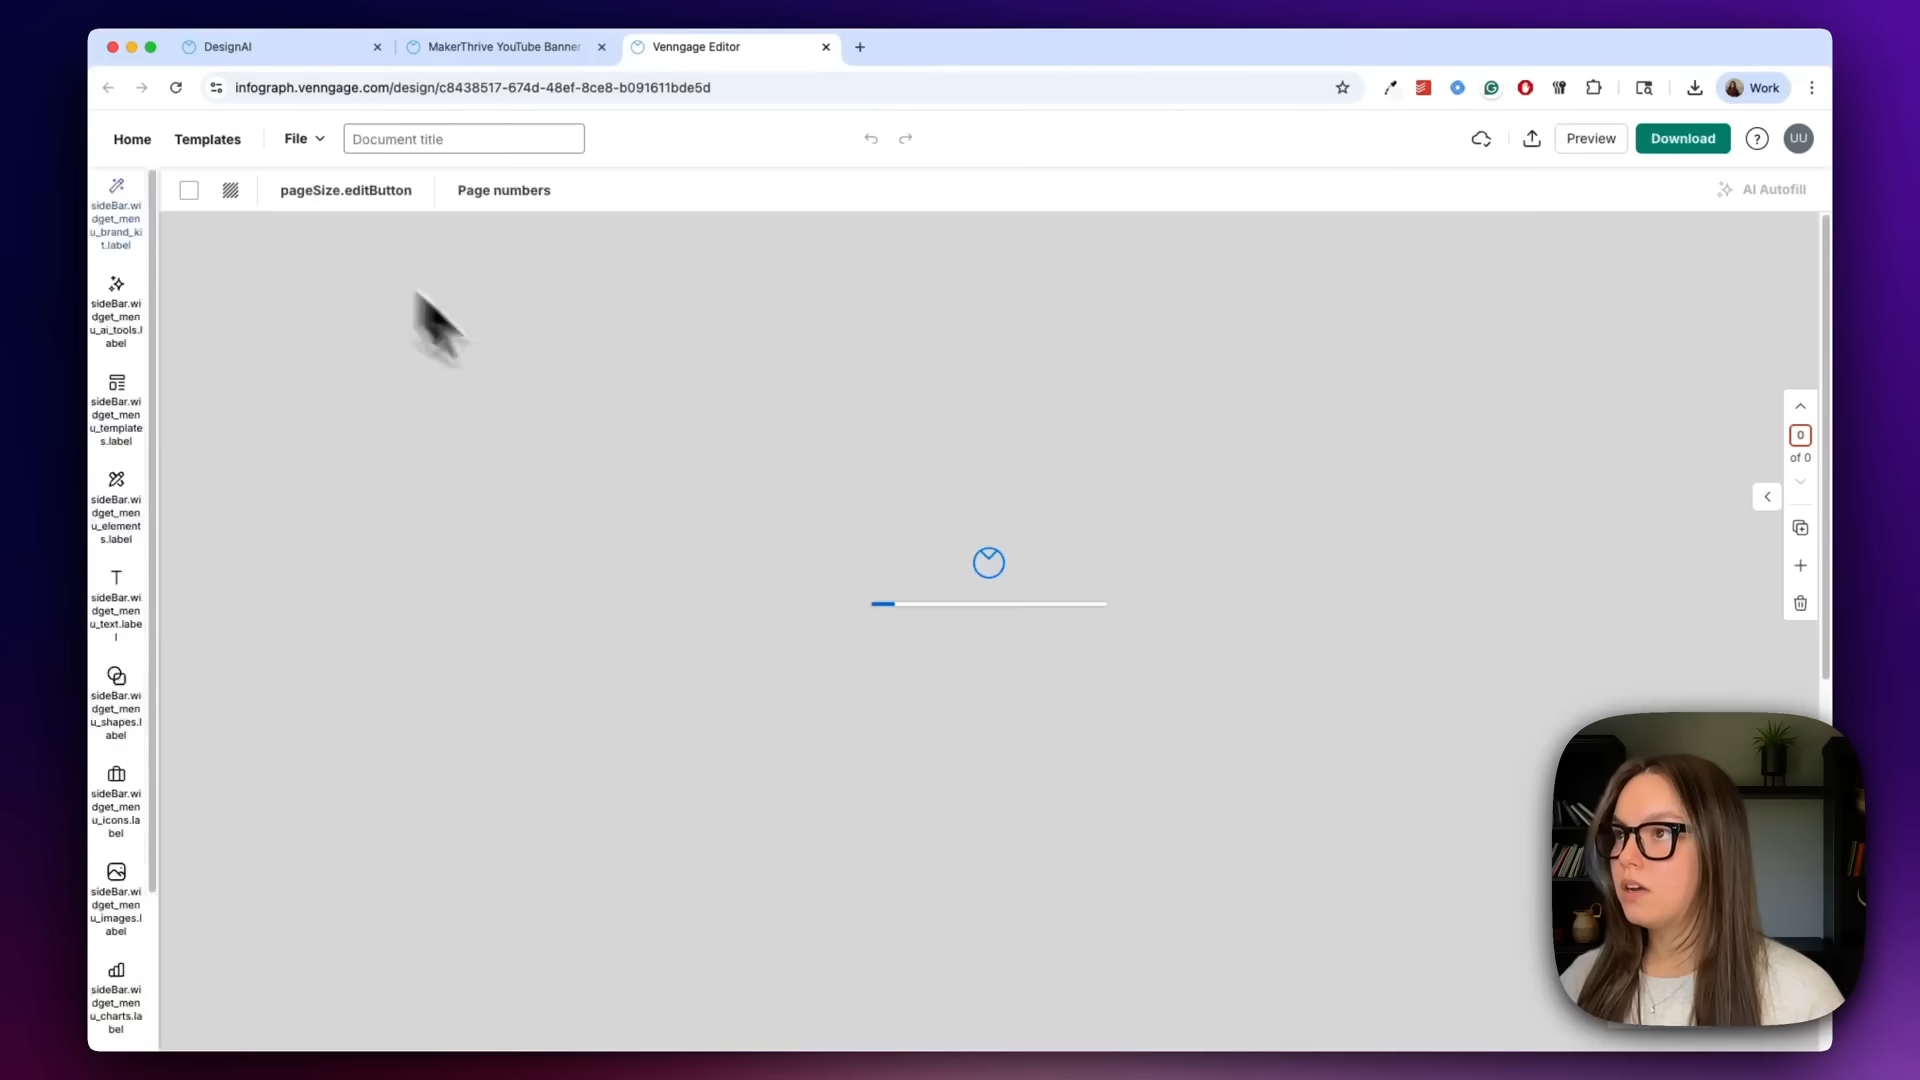 DesignAI
MakerThrive YouTube Banner
Venngage Editor
infograph.venngage.com/design/c8438517-674d-48ef-8ce8-b091611bde5d
Work
Home
Templates
File
Document title
Preview
Download
?
UU
pageSize.editButton
Page numbers
AI Autofill
sideBar.wi
dget_men
u_brand_ki
t.label
sideBar.wi
dget_men
u_ai_tools.l
abel
sideBar.wi
dget_men
u_template
s.label
sideBar.wi
dget_men
u_element
s.label
sideBar.wi
dget_men
u_text.labe
l
sideBar.wi
dget_men
u_shapes.l
abel
sideBar.wi
dget_men
u_icons.la
bel
sideBar.wi
dget_men
u_images.l
abel
sideBar.wi
dget_men
u_charts.la
bel
0
of 0